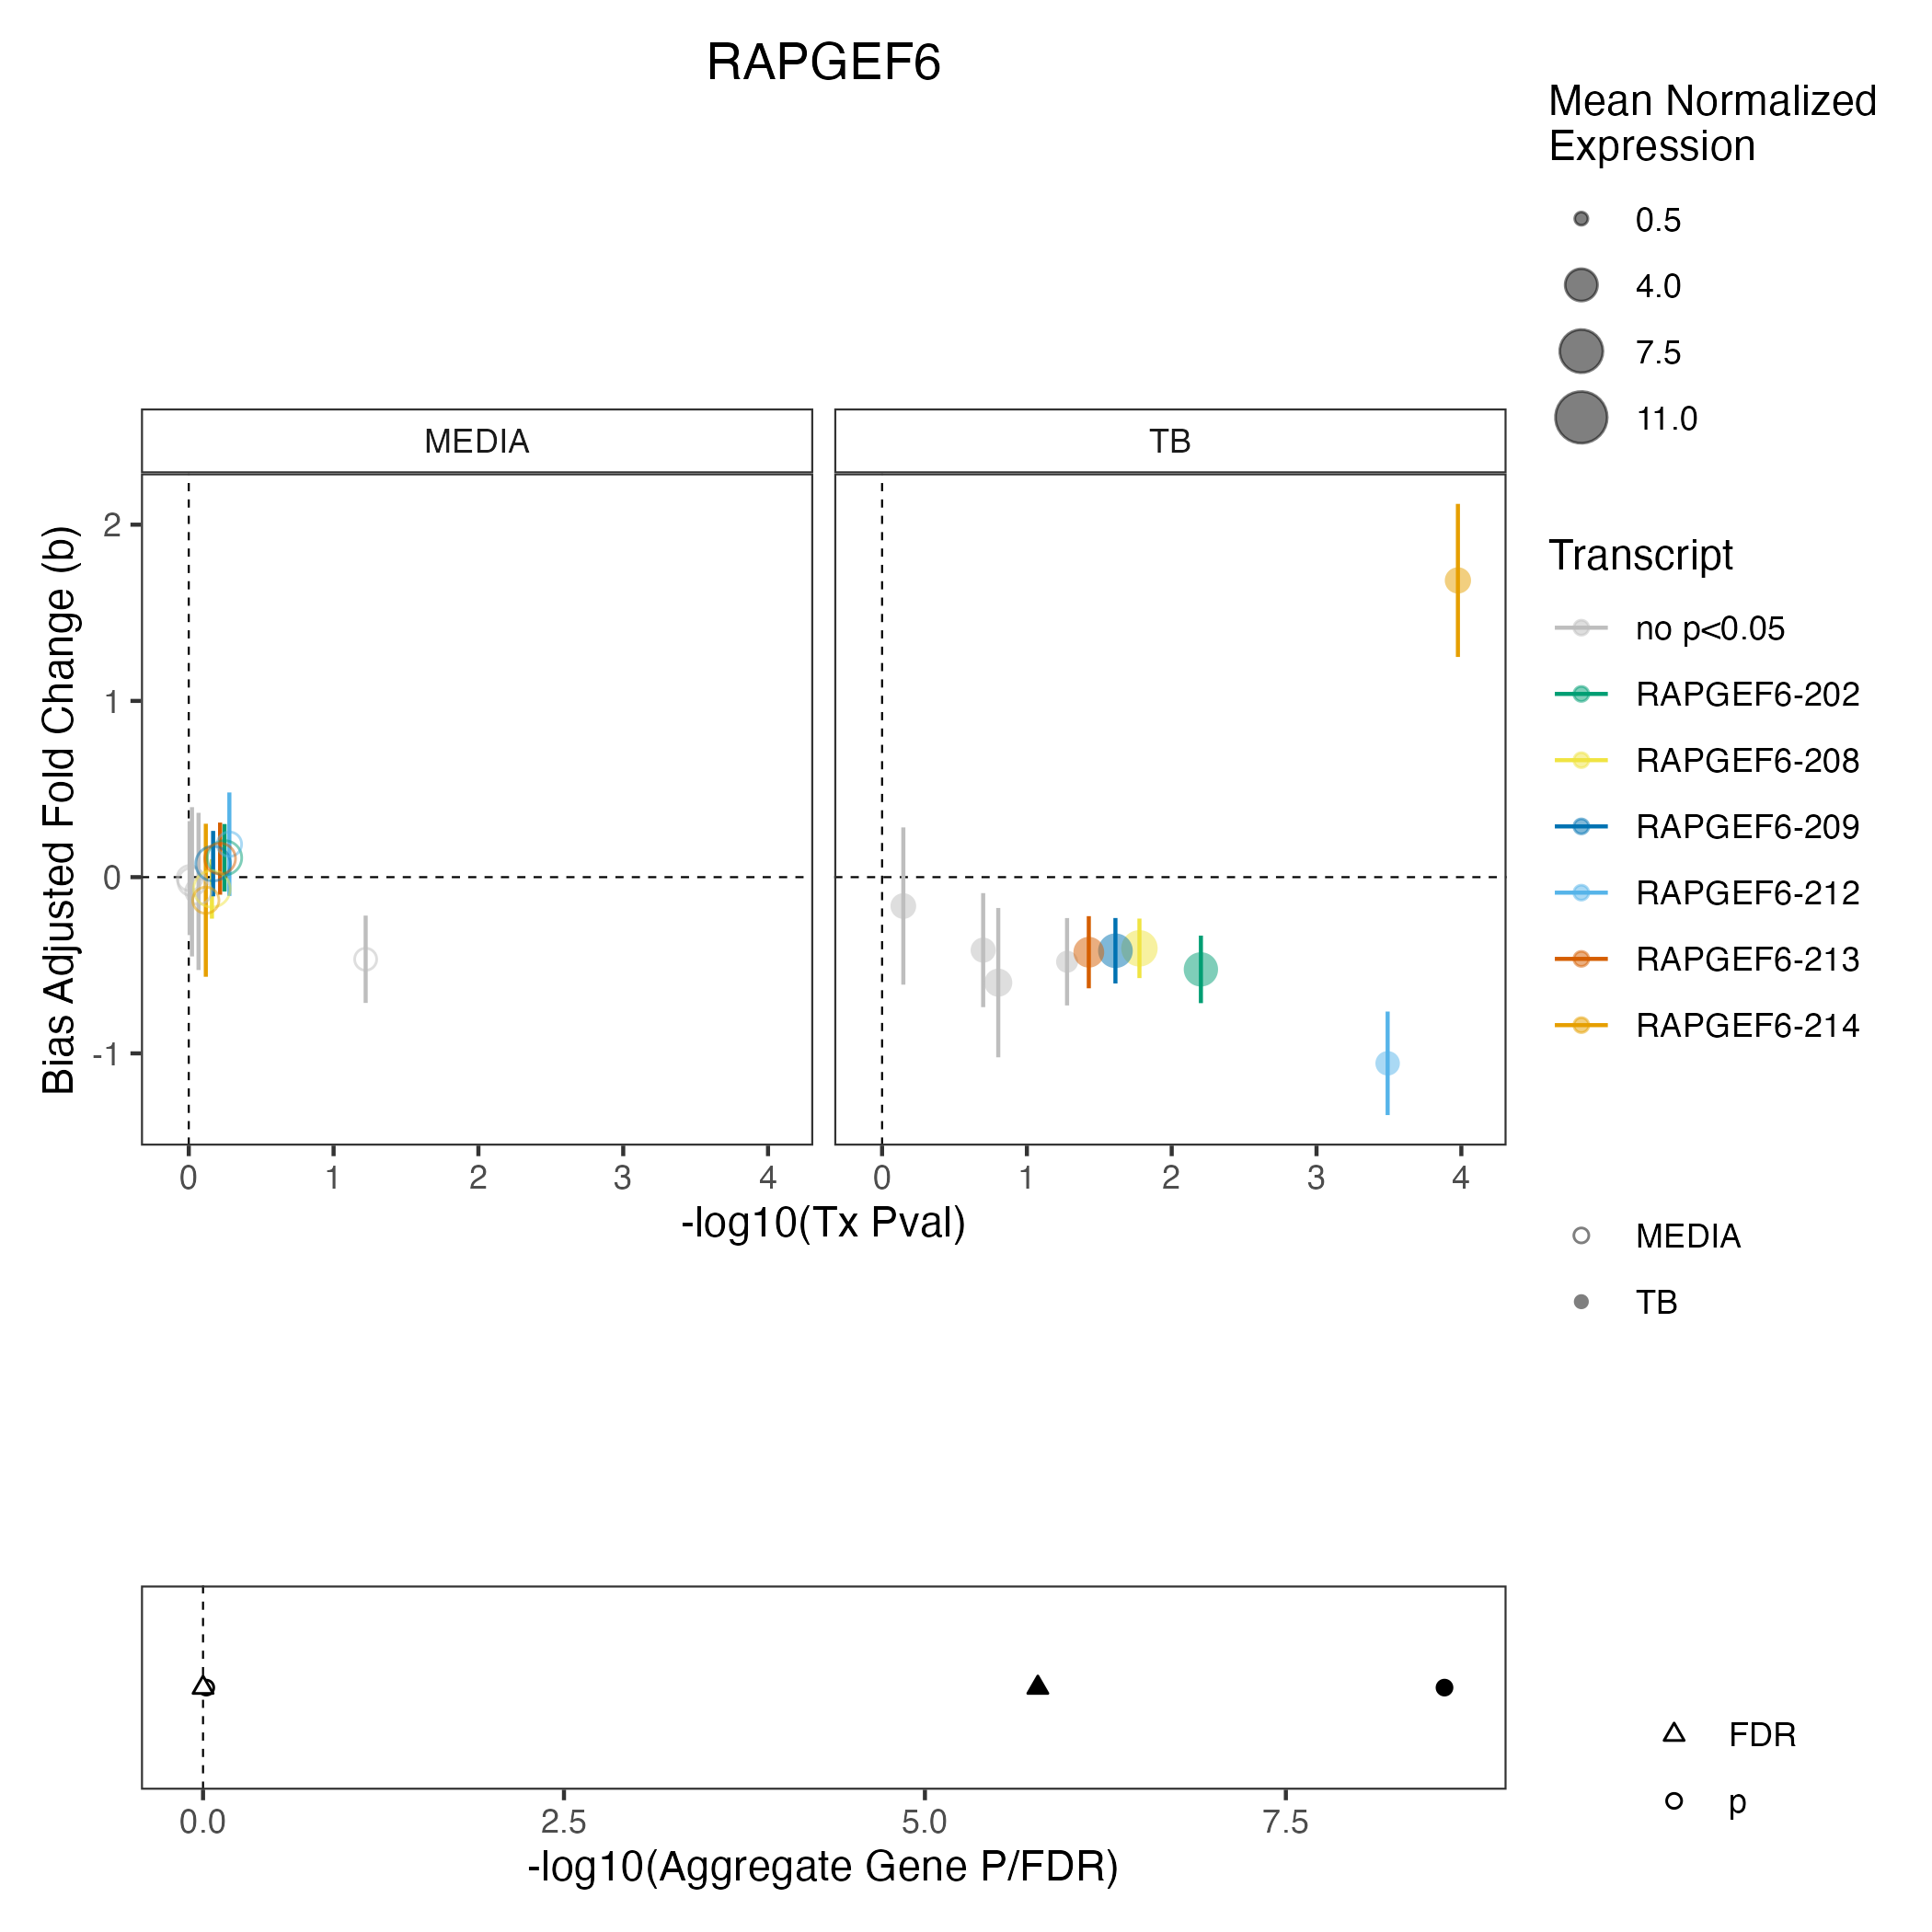 RAPGEF6
MEDIA
TB
Bias Adjusted Fold Change (b)
2
1
0
-1
0
1
2
3
4
0
1
2
3
4
-log10(Tx Pval)
Mean Normalized
Expression
0.5
4.0
7.5
11.0
Transcript
no p<0.05
RAPGEF6-202
RAPGEF6-208
RAPGEF6-209
RAPGEF6-212
RAPGEF6-213
RAPGEF6-214
MEDIA
TB
0.0
2.5
5.0
7.5
-log10(Aggregate Gene P/FDR)
FDR
p